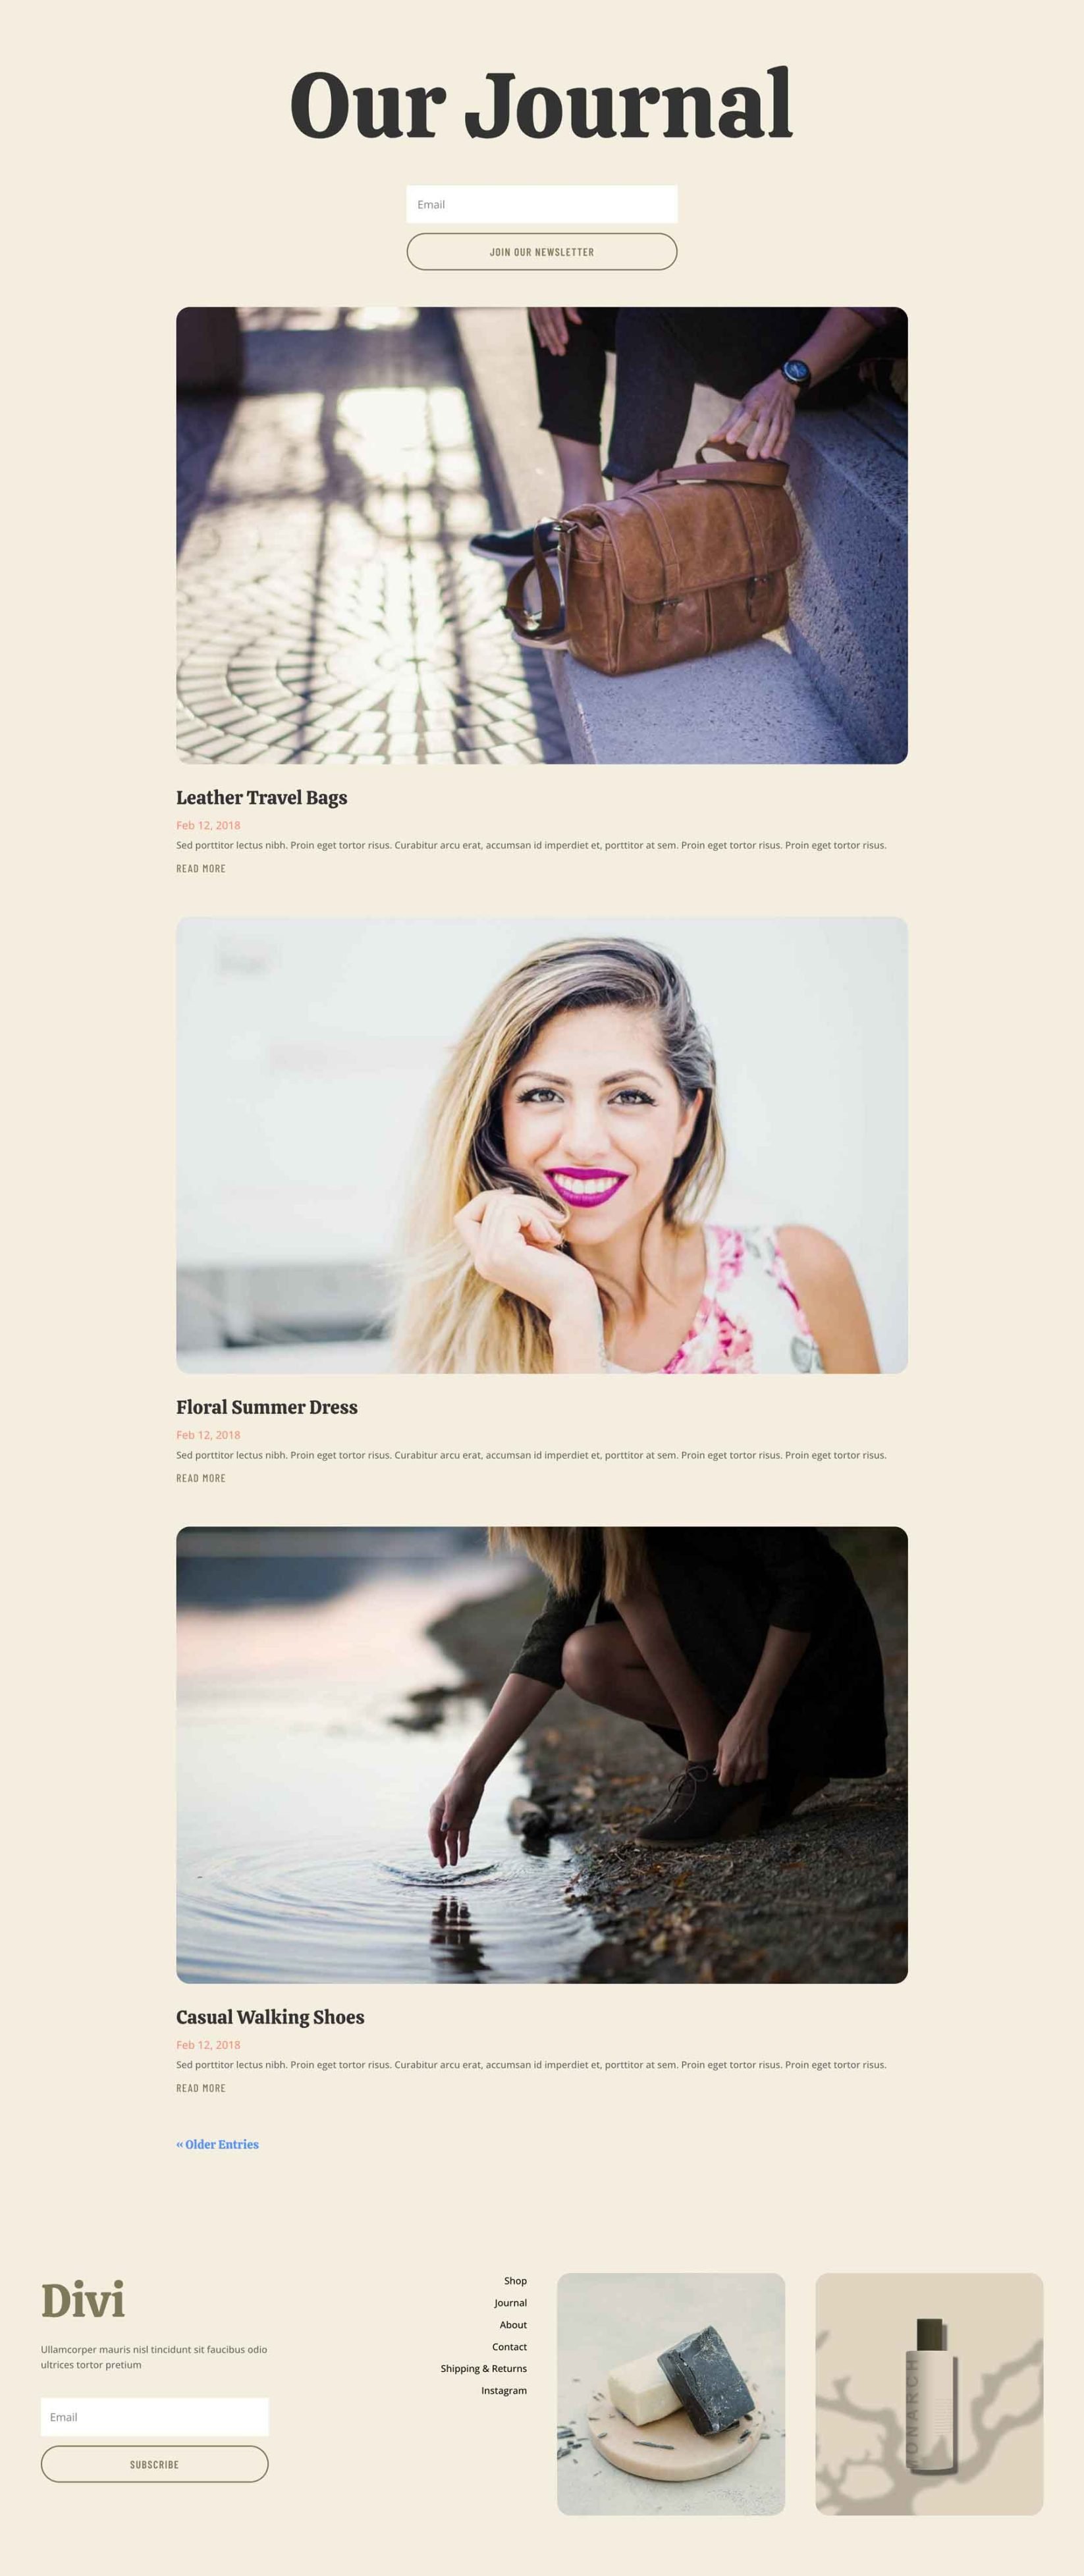 Our Journal
Email
JOIN OUR NEWSLETTER
Leather Travel Bags
Feb 12, 2018
Sed porttitor lectus nibh. Proin eget tortor risus. Curabitur arcu erat, accumsan id imperdiet et, porttitor at sem. Proin eget tortor risus. Proin eget tortor risus.
READ MORE
Floral Summer Dress
Feb 12, 2018
Sed porttitor lectus nibh. Proin eget tortor risus. Curabitur arcu erat, accumsan id imperdiet et, porttitor at sem. Proin eget tortor risus. Proin eget tortor risus.
READ MORE
Casual Walking Shoes
Feb 12, 2018
Sed porttitor lectus nibh. Proin eget tortor risus. Curabitur arcu erat, accumsan id imperdiet et, porttitor at sem. Proin eget tortor risus. Proin eget tortor risus.
READ MORE
« Older Entries
Divi
Ullamcorper mauris nisl tincidunt sit faucibus odio
ultrices tortor pretium
Email
SUBSCRIBE
Shop
Journal
About
Contact
Shipping & Returns
Instagram
MONARCH